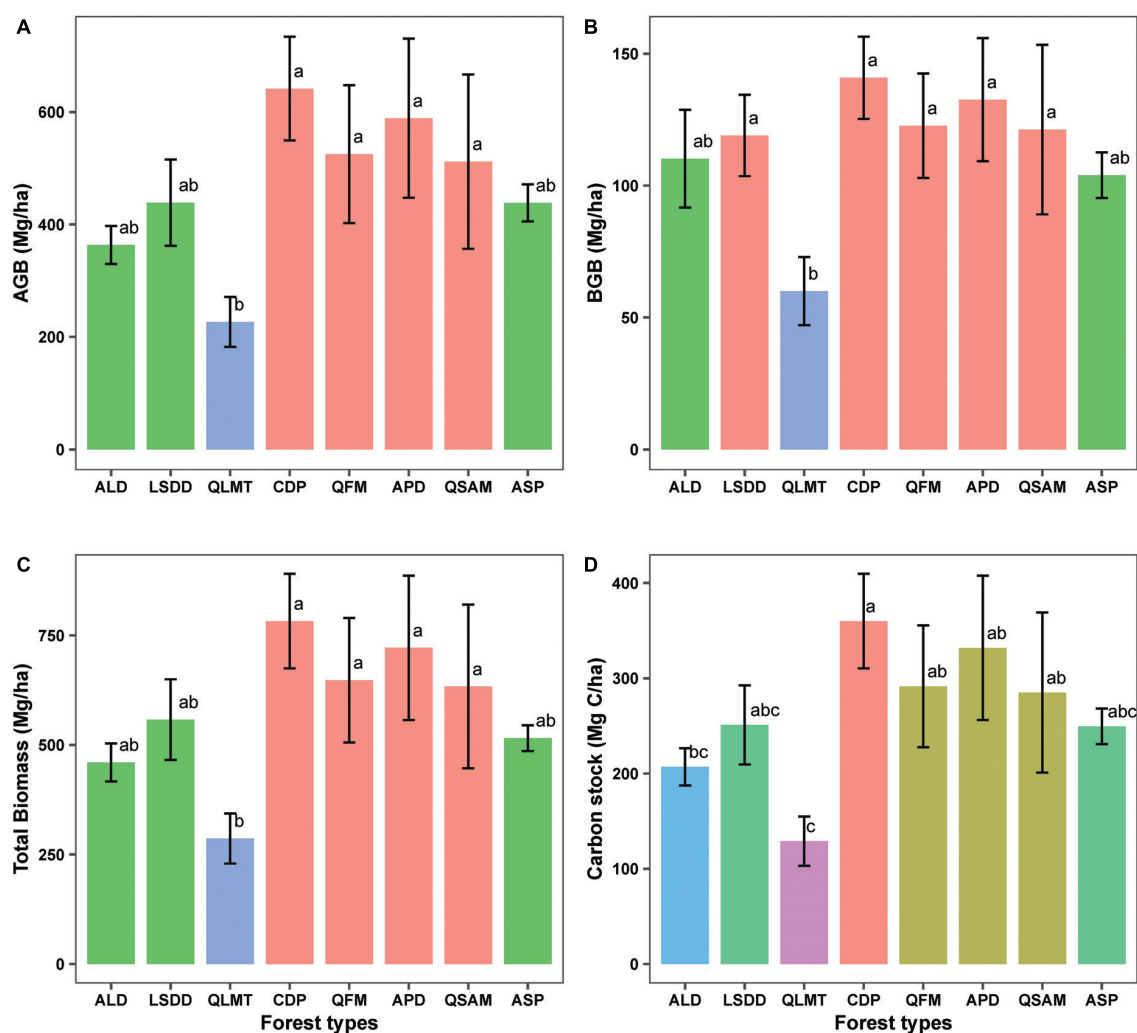 A
AGB (Mg/ha)
600
400
200
0
ab
ab
b
a
a
a
a
ab
ALD LSDD QLMT CDP QFM APD QSAM ASP
B
BGB (Mg/ha)
150
100
50
0
ab
a
b
a
a
a
a
ab
ALD LSDD QLMT CDP QFM APD QSAM ASP
C
Total Biomass (Mg/ha)
750
500
250
0
ab
ab
b
a
a
a
a
ab
ALD LSDD QLMT CDP QFM APD QSAM ASP
Forest types
D
Carbon stock (Mg C/ha)
400
300
200
100
0
bc
abc
c
a
ab
ab
ab
abc
ALD LSDD QLMT CDP QFM APD QSAM ASP
Forest types